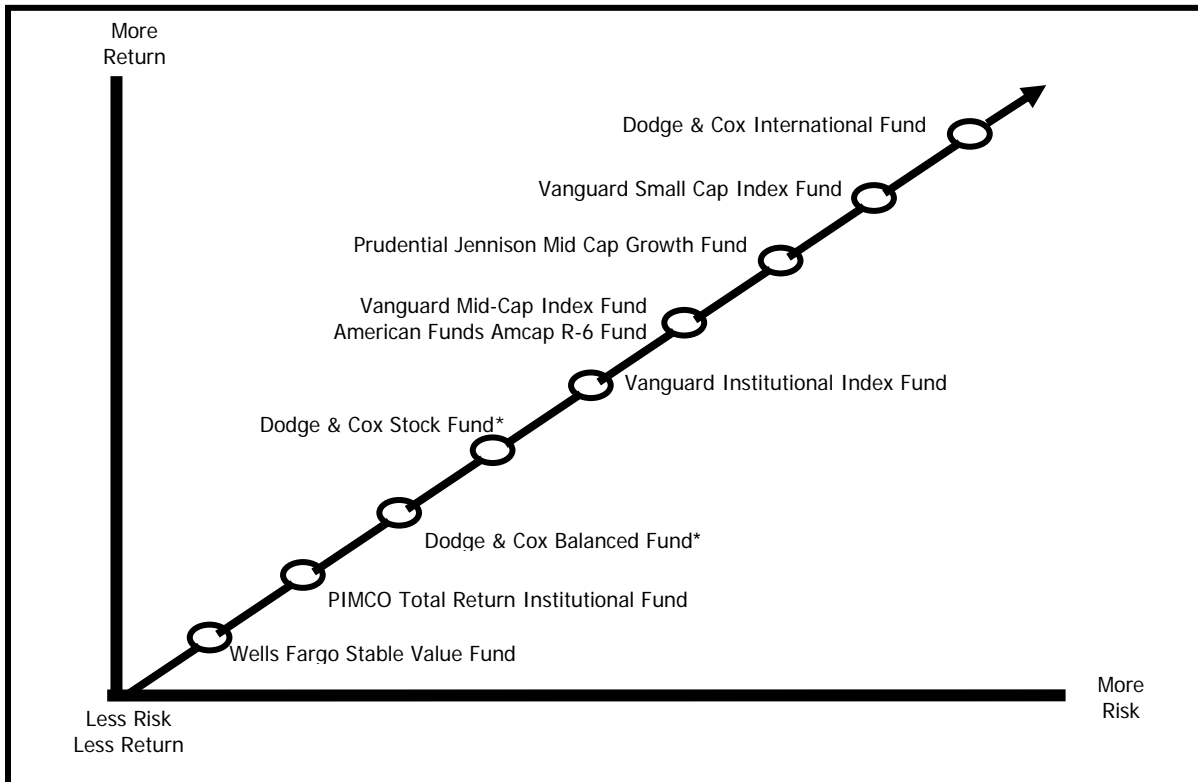 More
Return
Dodge & Cox International Fund
Vanguard Small Cap Index Fund
Prudential Jennison Mid Cap Growth Fund
Vanguard Mid-Cap Index Fund
American Funds Amcap R-6 Fund
Vanguard Institutional Index Fund
Dodge & Cox Stock Fund*
Dodge & Cox Balanced Fund*
PIMCO Total Return Institutional Fund
Wells Fargo Stable Value Fund
More
Risk
Less Risk
Less Return